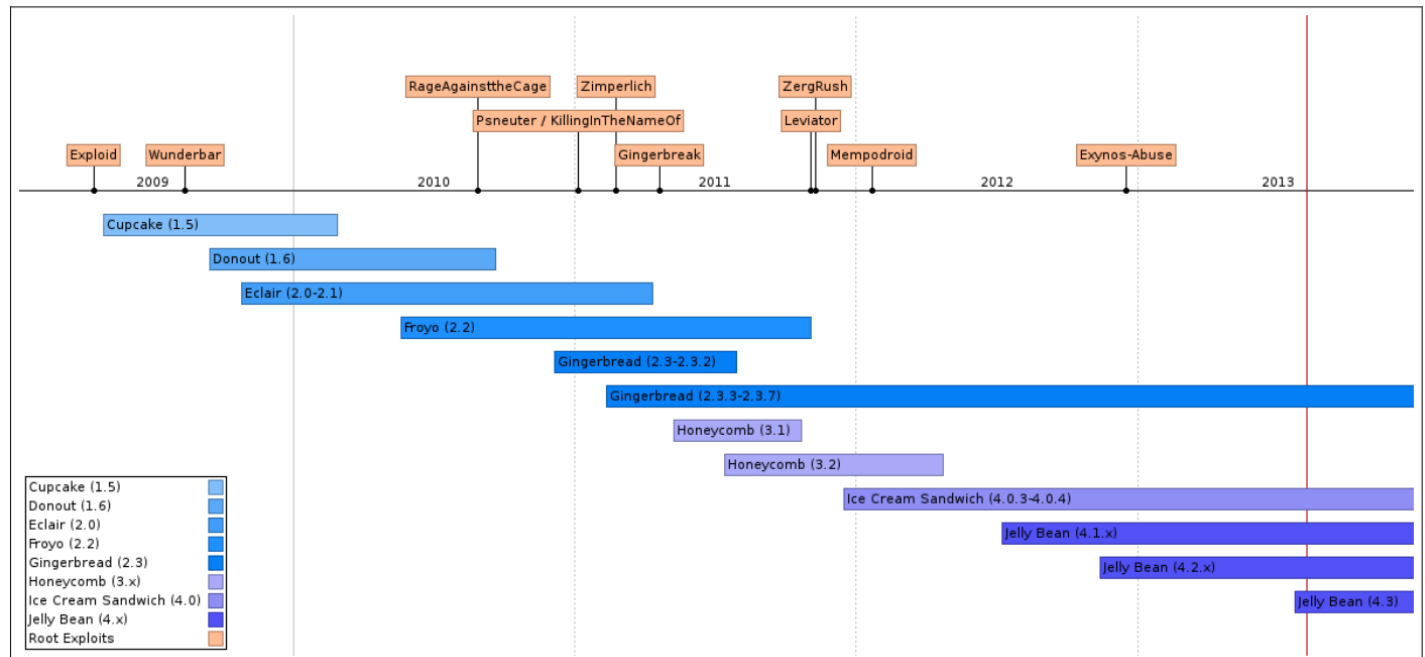 RageAgainsttheCage
Zimperlich
ZergRush
Psneuter / KillingInTheNameOf
Leviator
Exploid
Wunderbar
Gingerbreak
Mempodroid
Exynos-Abuse
2009
2010
2011
2012
2013
Cupcake (1.5)
Donout (1.6)
Eclair (2.0-2.1)
Froyo (2.2)
Gingerbread (2.3-2.3.2)
Gingerbread (2.3.3-2.3.7)
Honeycomb (3.1)
Honeycomb (3.2)
Ice Cream Sandwich (4.0.3-4.0.4)
Jelly Bean (4.1.x)
Jelly Bean (4.2.x)
Jelly Bean (4.3)
Cupcake (1.5)
Donout (1.6)
Eclair (2.0)
Froyo (2.2)
Gingerbread (2.3)
Honeycomb (3.x)
Ice Cream Sandwich (4.0)
Jelly Bean (4.x)
Root Exploits